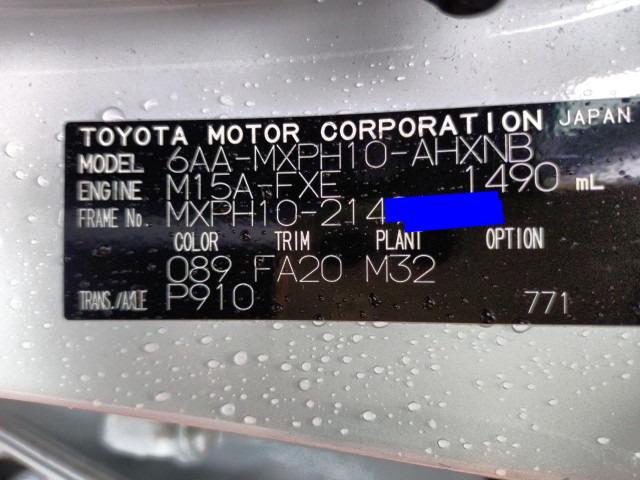 TOYOTA MOTOR CORPORATION JAPAN
MODEL 6AA-MXPH10-AHXNB
ENGINE M15A-FXE 1490 mL
FRAME No. MXPH10-214
COLOR TRIM PLANT OPTION
089 FA20 M32
TRANS./AXLE P910 771